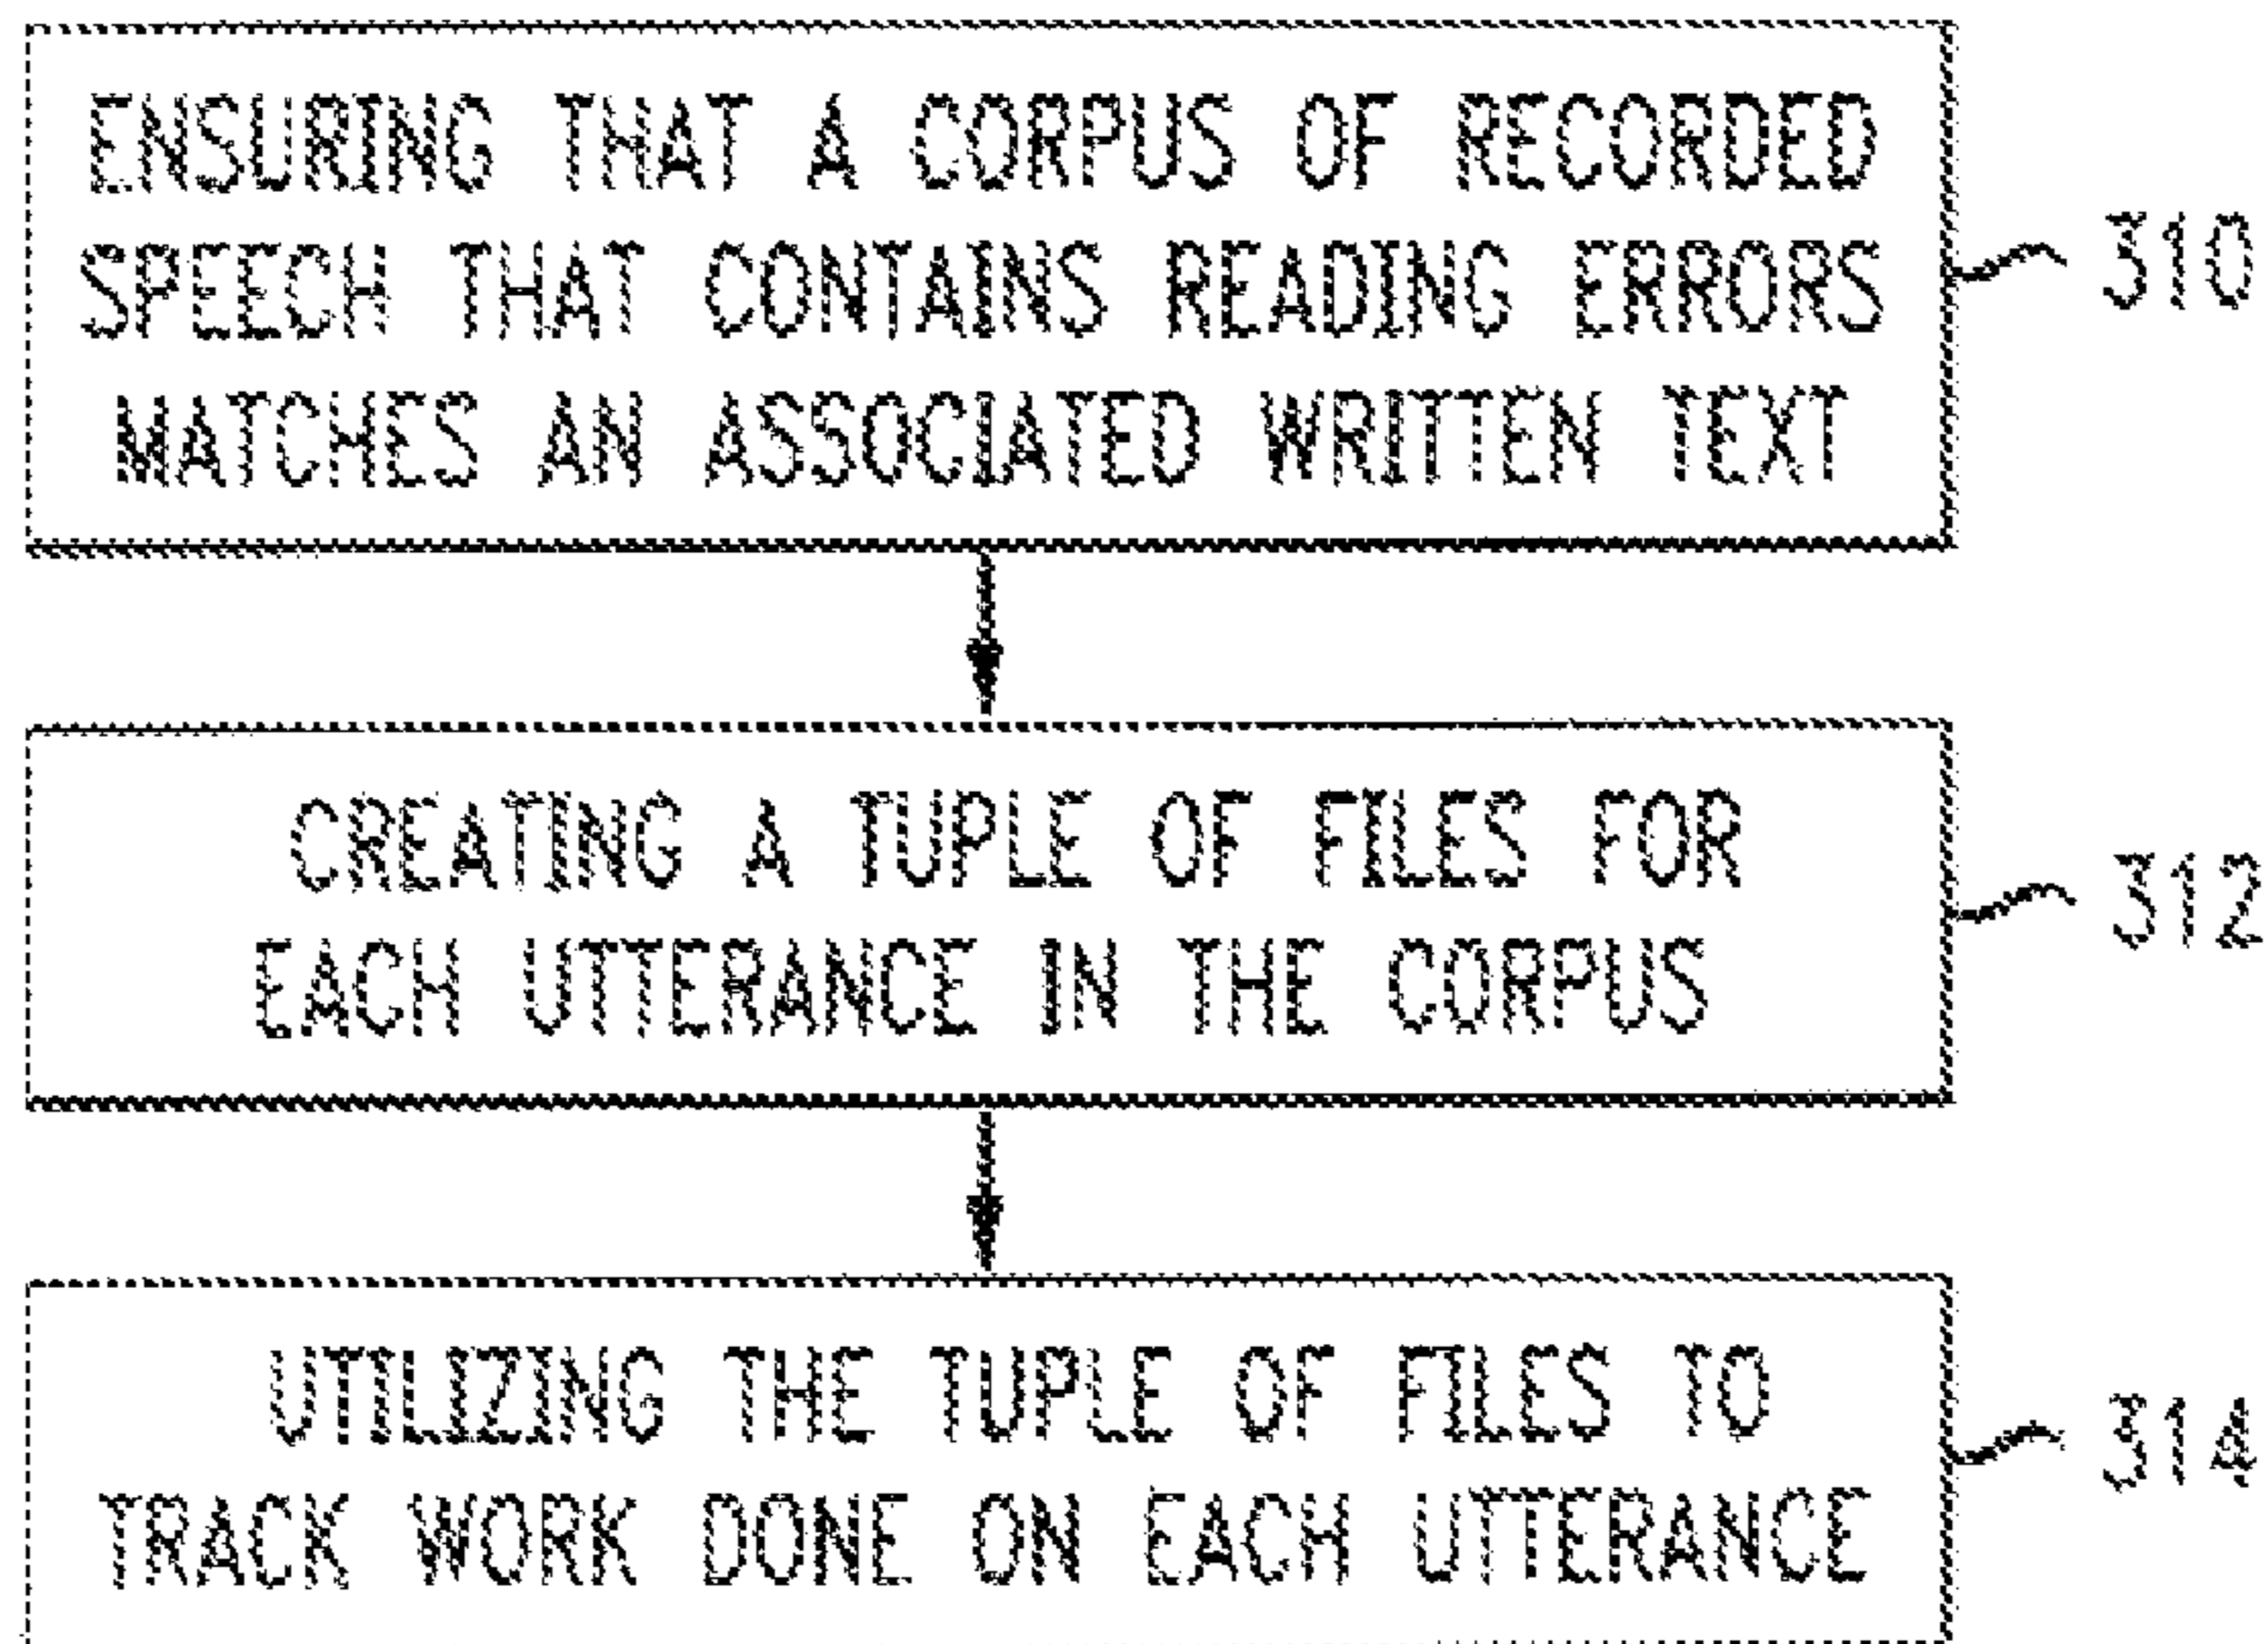 ENSURING THAT A CORPUS OF RECORDED
SPEECH THAT CONTAINS READING ERRORS
MATCHES AN ASSOCIATED WRITTEN TEXT
310
CREATING A TUPLE OF FILES FOR
EACH UTTERANCE IN THE CORPUS
312
UTILIZING THE TUPLE OF FILES TO
TRACK WORK DONE ON EACH UTTERANCE
314